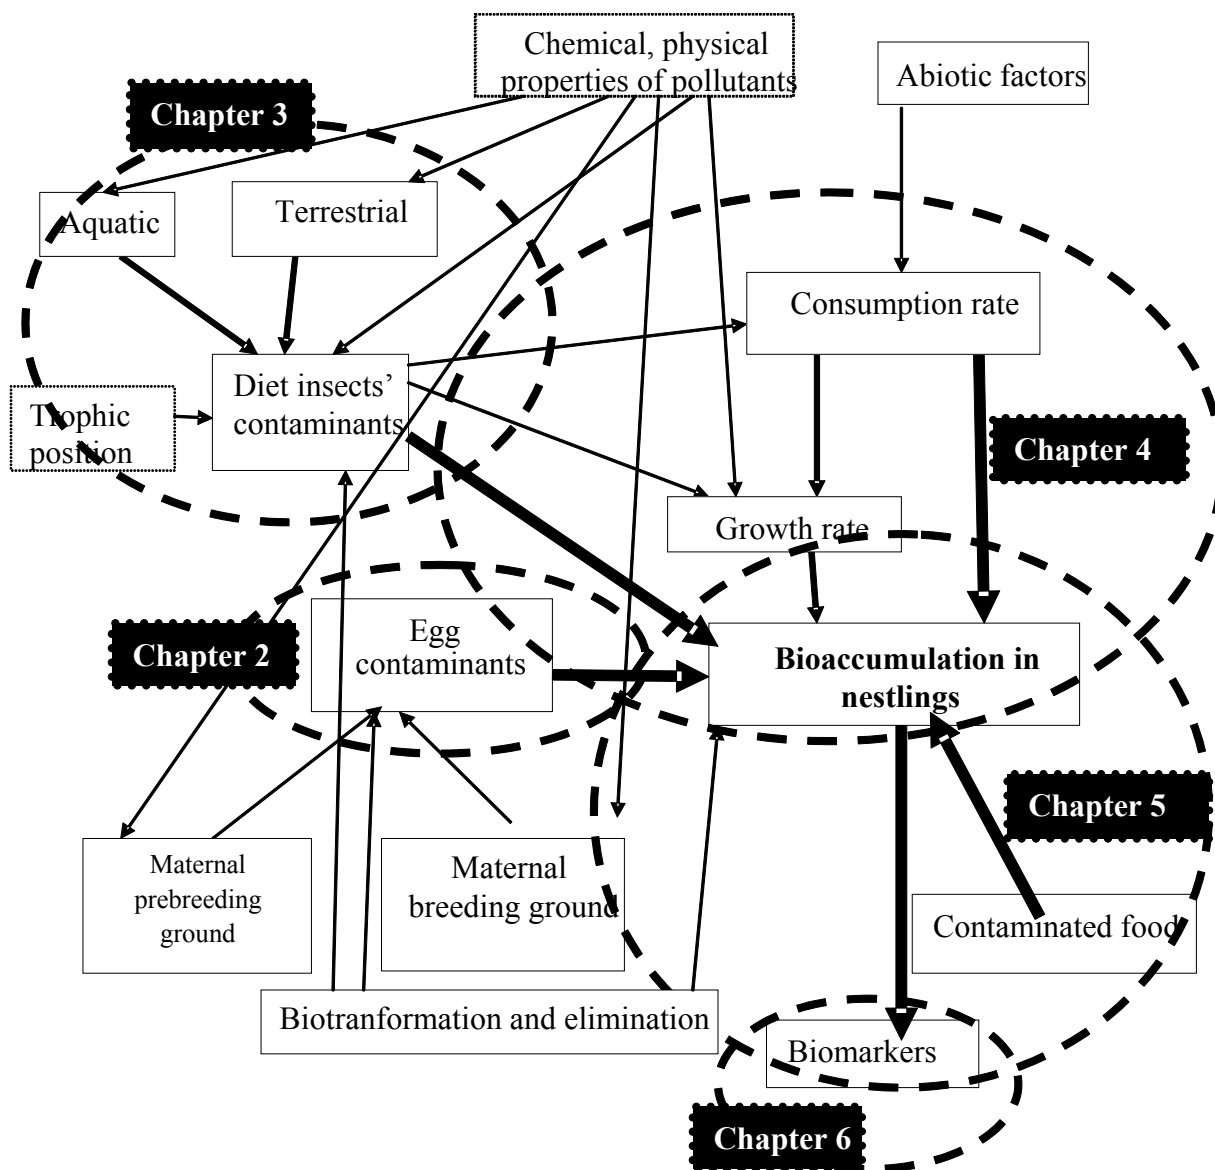 Chemical, physical
properties of pollutants
Abiotic factors
Chapter 3
Aquatic
Terrestrial
Consumption rate
Diet insects’
contaminants
Trophic
position
Chapter 4
Growth rate
Egg
contaminants
Chapter 2
Bioaccumulation in
nestlings
Chapter 5
Maternal
prebreeding
ground
Maternal
breeding ground
Contaminated food
Biotranformation and elimination
Biomarkers
Chapter 6